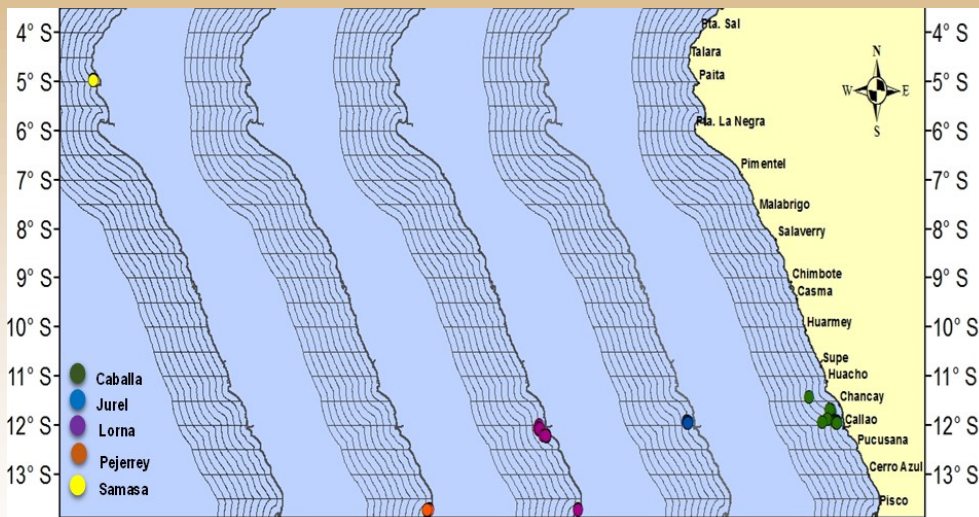 4° S
5° S
6° S
7° S
8° S
9° S
10° S
11° S
12° S
13° S
Caballa
Jurel
Lorna
Pejerrey
Samasa
Pta. Sal
Talara
Paita
Pta. La Negra
Pimentel
Malabrigo
Salaverry
Chimbote
Casma
Huarmey
Supe
Huacho
Chancay
Callao
Pucusana
Cerro Azul
Pisco
N
W
E
S
4° S
5° S
6° S
7° S
8° S
9° S
10° S
11° S
12° S
13° S